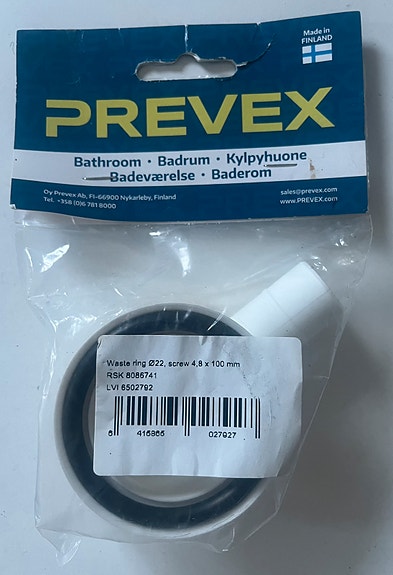 Made in
FINLAND
PREVEX
Bathroom • Badrum • Kylpyhuone
Badeværelse • Baderom
Oy Prevex Ab, FI-66900 Nykarleby, Finland
Tel. +358 (0)6 781 8000
sales@prevex.com
www.PREVEX.com
Waste ring Ø22, screw 4,8 x 100 mm
RSK 8085741
LVI 6502792
6 415865 027927